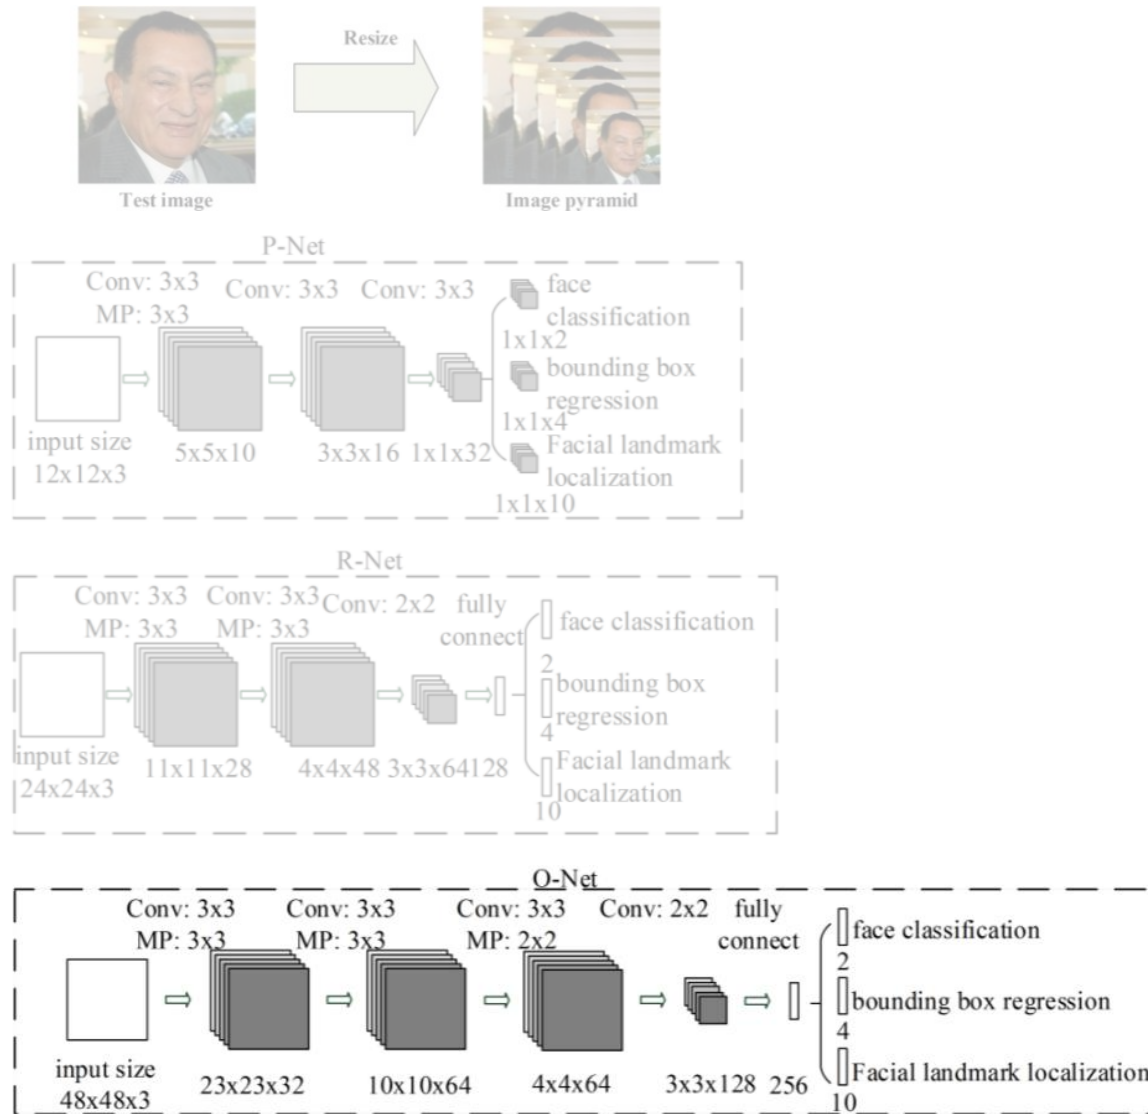 Resize
Test image
Image pyramid
P-Net
Conv: 3x3
MP: 3x3
Conv: 3x3
Conv: 3x3
face
classification
1x1x2
bounding box
regression
1x1x4
Facial landmark
localization
1x1x10
input size
12x12x3
5x5x10
3x3x16
1x1x32
R-Net
Conv: 3x3
MP: 3x3
Conv: 3x3
MP: 3x3
Conv: 2x2
fully
connect
face classification
2
bounding box
regression
4
Facial landmark
localization
10
input size
24x24x3
11x11x28
4x4x48
3x3x64
128
O-Net
Conv: 3x3
MP: 3x3
Conv: 3x3
MP: 3x3
Conv: 3x3
MP: 2x2
Conv: 2x2
fully
connect
face classification
2
bounding box regression
4
Facial landmark localization
10
input size
48x48x3
23x23x32
10x10x64
4x4x64
3x3x128
256